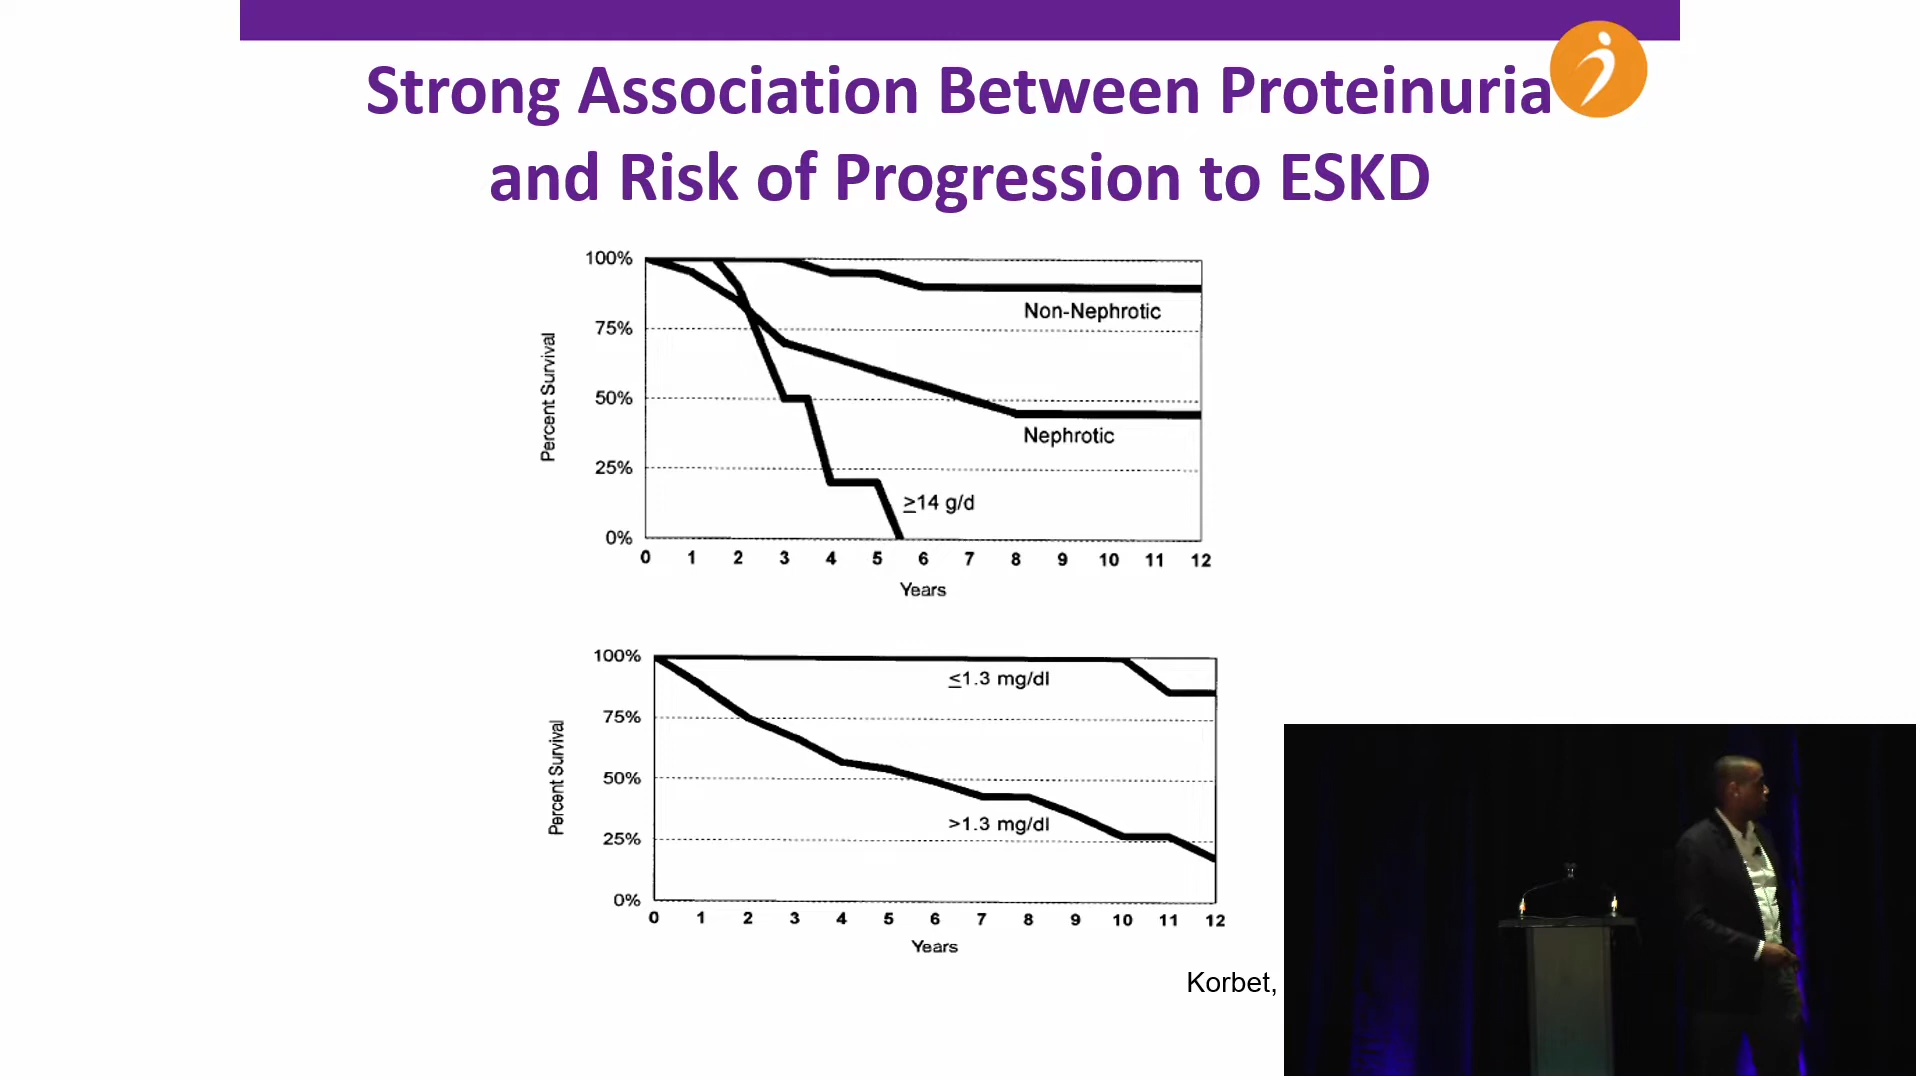 Strong Association Between Proteinuria
and Risk of Progression to ESKD
100%
75%
50%
25%
0%
Percent Survival
Non-Nephrotic
Nephrotic
≥14 g/d
0 1 2 3 4 5 6 7 8 9 10 11 12
Years
100%
75%
50%
25%
0%
Percent Survival
≤1.3 mg/dl
>1.3 mg/dl
0 1 2 3 4 5 6 7 8 9 10 11 12
Years
Korbet,